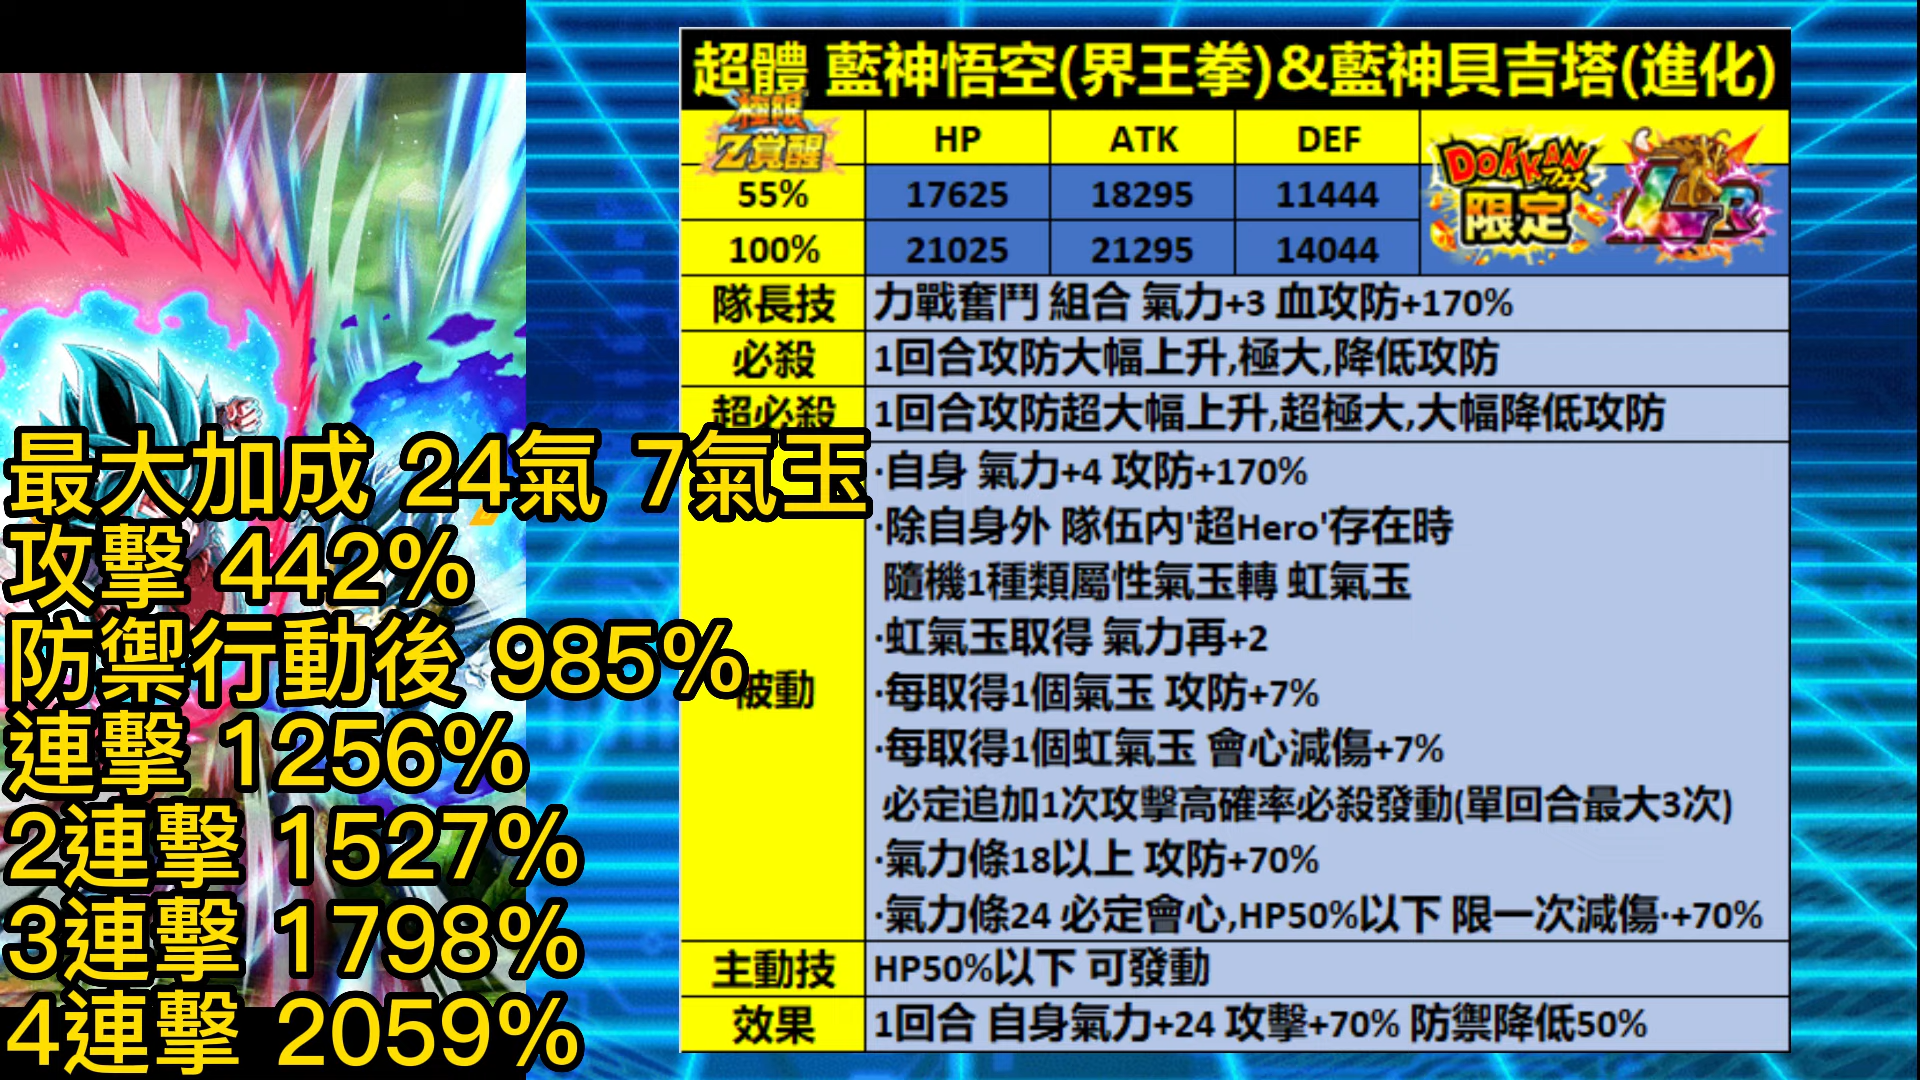 超體 藍神悟空(界王拳)&藍神貝吉塔(進化)
極限
Z覚醒
HP ATK DEF
DOKKANフェス
限定
LR
55% 17625 18295 11444
100% 21025 21295 14044
隊長技 力戰奮鬥 組合 氣力+3 血攻防+170%
必殺 1回合攻防大幅上升,極大,降低攻防
超必殺 1回合攻防超大幅上升,超極大,大幅降低攻防
被動
·自身 氣力+4 攻防+170%
·除自身外 隊伍內'超Hero'存在時
隨機1種類屬性氣玉轉 虹氣玉
·虹氣玉取得 氣力再+2
·每取得1個氣玉 攻防+7%
·每取得1個虹氣玉 會心減傷+7%
必定追加1次攻擊高確率必殺發動(單回合最大3次)
·氣力條18以上 攻防+70%
·氣力條24 必定會心,HP50%以下 限一次減傷·+70%
主動技 HP50%以下 可發動
效果 1回合 自身氣力+24 攻擊+70% 防禦降低50%
最大加成 24氣 7氣玉
攻擊 442%
防禦行動後 985%
連擊 1256%
2連擊 1527%
3連擊 1798%
4連擊 2059%